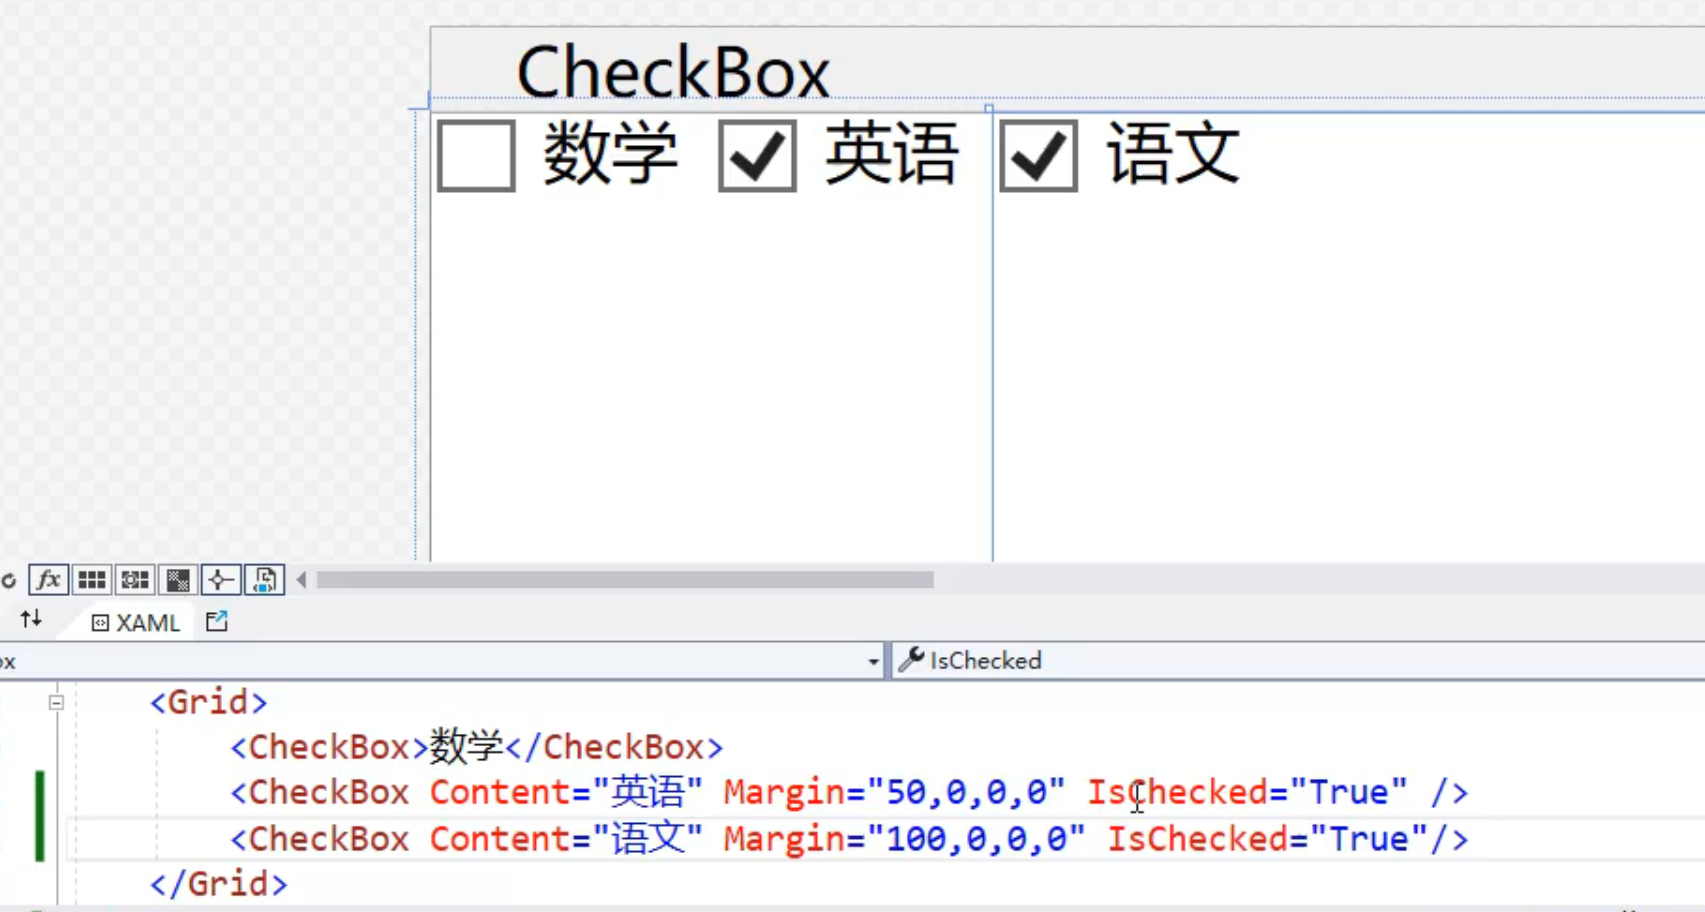 CheckBox
数学 英语 语文
fx
XAML
ox IsChecked
<Grid>
<CheckBox>数学</CheckBox>
<CheckBox Content="英语" Margin="50,0,0,0" IsChecked="True" />
<CheckBox Content="语文" Margin="100,0,0,0" IsChecked="True"/>
</Grid>